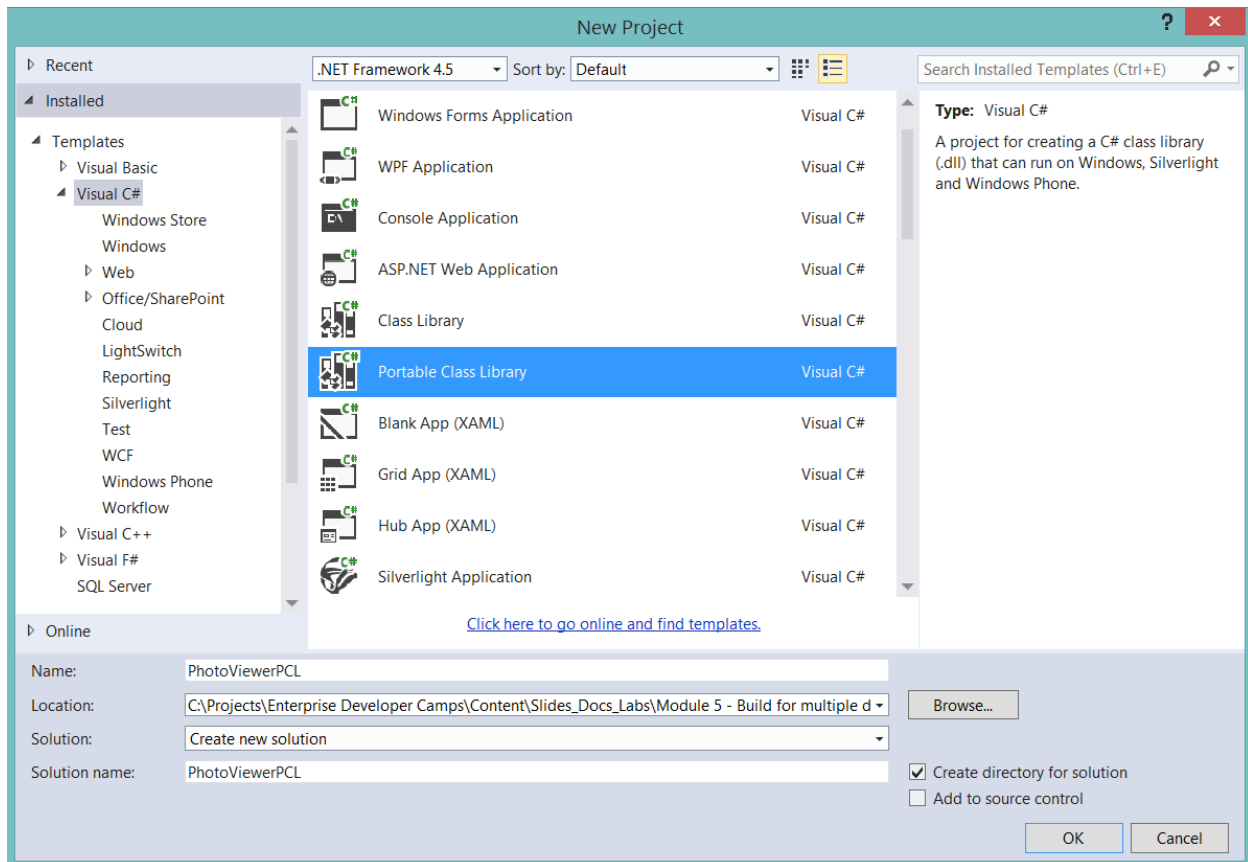 New Project
?
Recent
.NET Framework 4.5 Sort by: Default
Search Installed Templates (Ctrl+E)
Installed
Templates
Visual Basic
Visual C#
Windows Store
Windows
Web
Office/SharePoint
Cloud
LightSwitch
Reporting
Silverlight
Test
WCF
Windows Phone
Workflow
Visual C++
Visual F#
SQL Server
Online
C# Windows Forms Application Visual C#
C# WPF Application Visual C#
C# Console Application Visual C#
C# ASP.NET Web Application Visual C#
C# Class Library Visual C#
C# Portable Class Library Visual C#
C# Blank App (XAML) Visual C#
C# Grid App (XAML) Visual C#
C# Hub App (XAML) Visual C#
C# Silverlight Application Visual C#
Click here to go online and find templates.
Type: Visual C#
A project for creating a C# class library
(.dll) that can run on Windows, Silverlight
and Windows Phone.
Name: PhotoViewerPCL
Location: C:\Projects\Enterprise Developer Camps\Content\Slides_Docs_Labs\Module 5 - Build for multiple d Browse...
Solution: Create new solution
Solution name: PhotoViewerPCL
Create directory for solution
Add to source control
OK Cancel